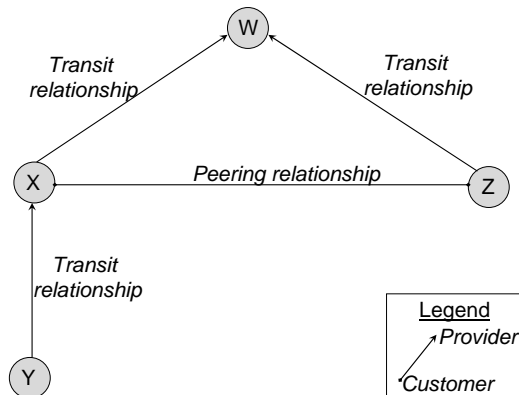 W
Transit
relationship
Transit
relationship
X
Peering relationship
Z
Transit
relationship
Y
Legend
Provider
Customer